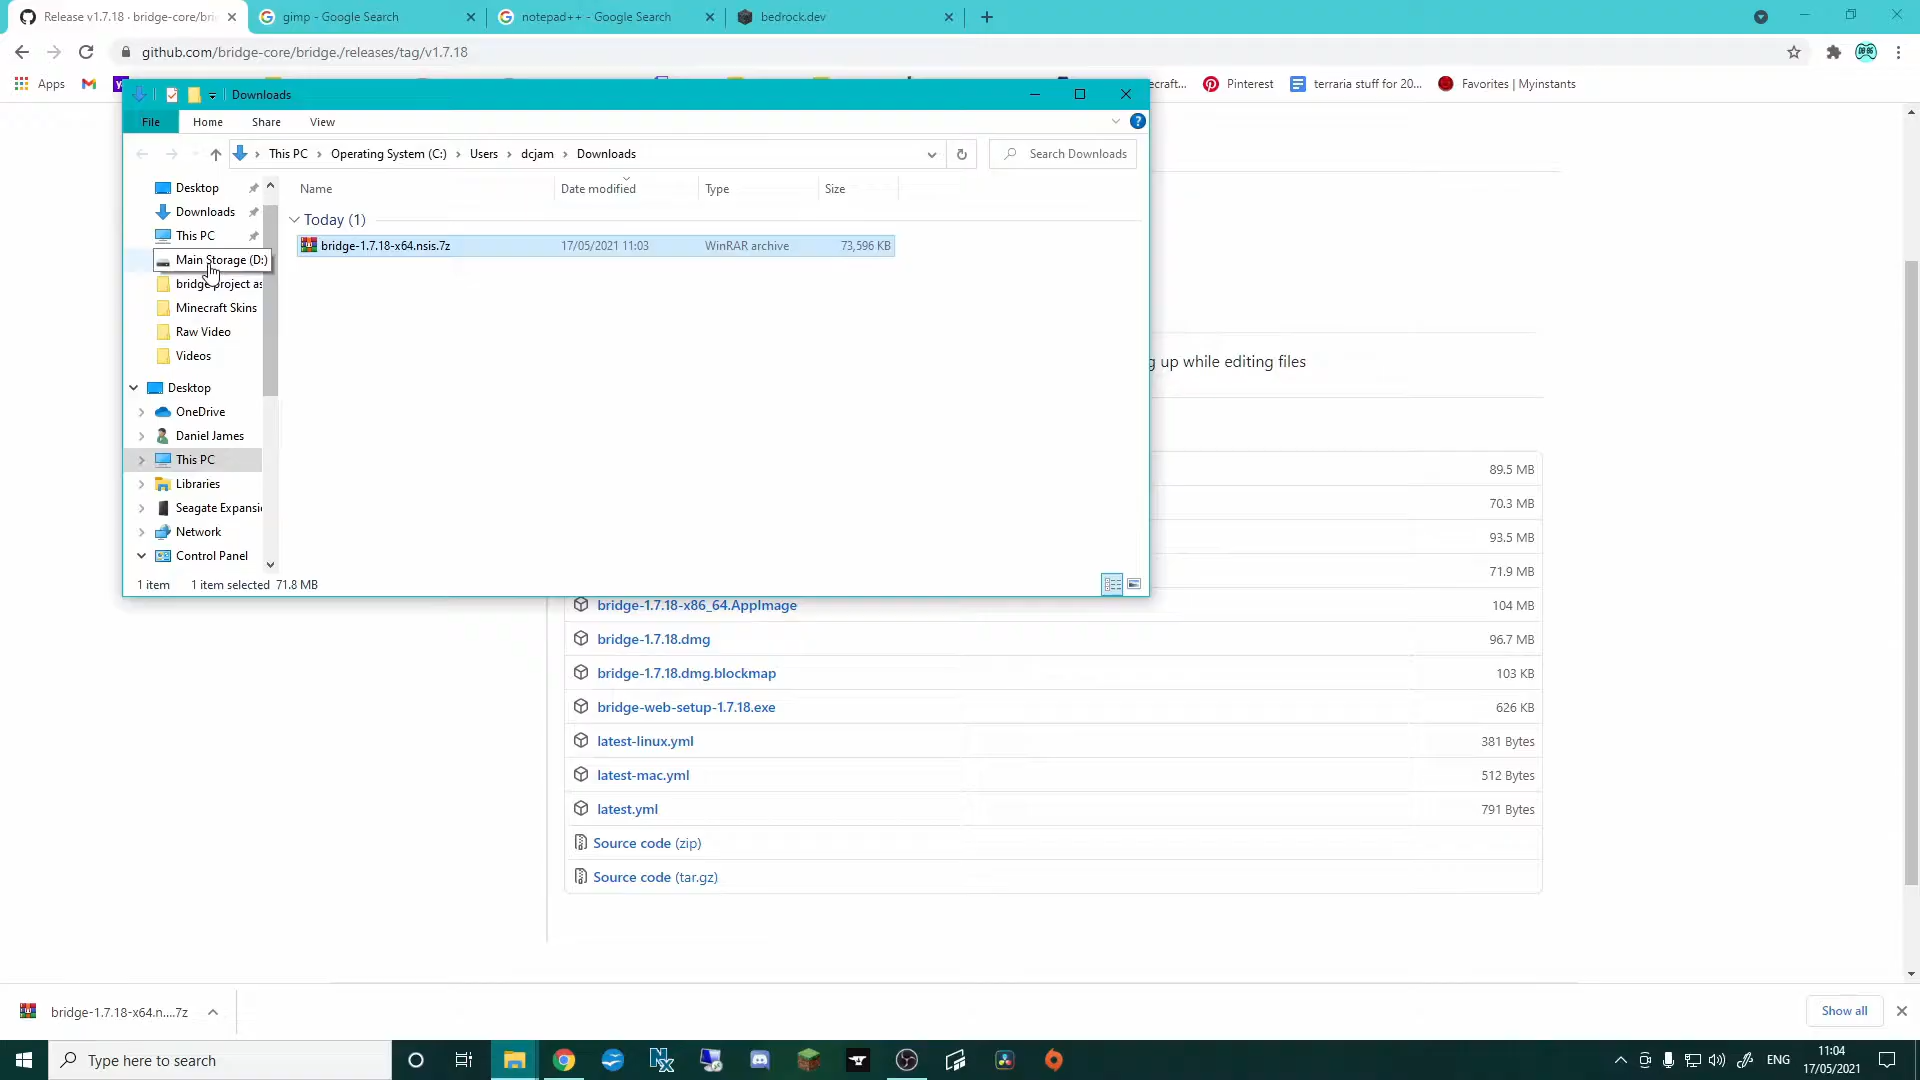 Release v1.7.18 · bridge-core/bri
gimp - Google Search
notepad++ - Google Search
bedrock.dev
github.com/bridge-core/bridge./releases/tag/v1.7.18
Apps
ecraft...
Pinterest
terraria stuff for 20...
Favorites | Myinstants
Downloads
File
Home
Share
View
This PC
Operating System (C:)
Users
dcjam
Downloads
Search Downloads
Name
Date modified
Type
Size
Today (1)
bridge-1.7.18-x64.nsis.7z
17/05/2021 11:03
WinRAR archive
73,596 KB
Desktop
Downloads
This PC
Main Storage (D:)
bridge project as
Minecraft Skins
Raw Video
Videos
Desktop
OneDrive
Daniel James
This PC
Libraries
Seagate Expansi
Network
Control Panel
1 item
1 item selected 71.8 MB
g up while editing files
89.5 MB
70.3 MB
93.5 MB
71.9 MB
bridge-1.7.18-x86_64.AppImage
104 MB
bridge-1.7.18.dmg
96.7 MB
bridge-1.7.18.dmg.blockmap
103 KB
bridge-web-setup-1.7.18.exe
626 KB
latest-linux.yml
381 Bytes
latest-mac.yml
512 Bytes
latest.yml
791 Bytes
Source code (zip)
Source code (tar.gz)
bridge-1.7.18-x64.n....7z
Show all
Type here to search
ENG
11:04
17/05/2021